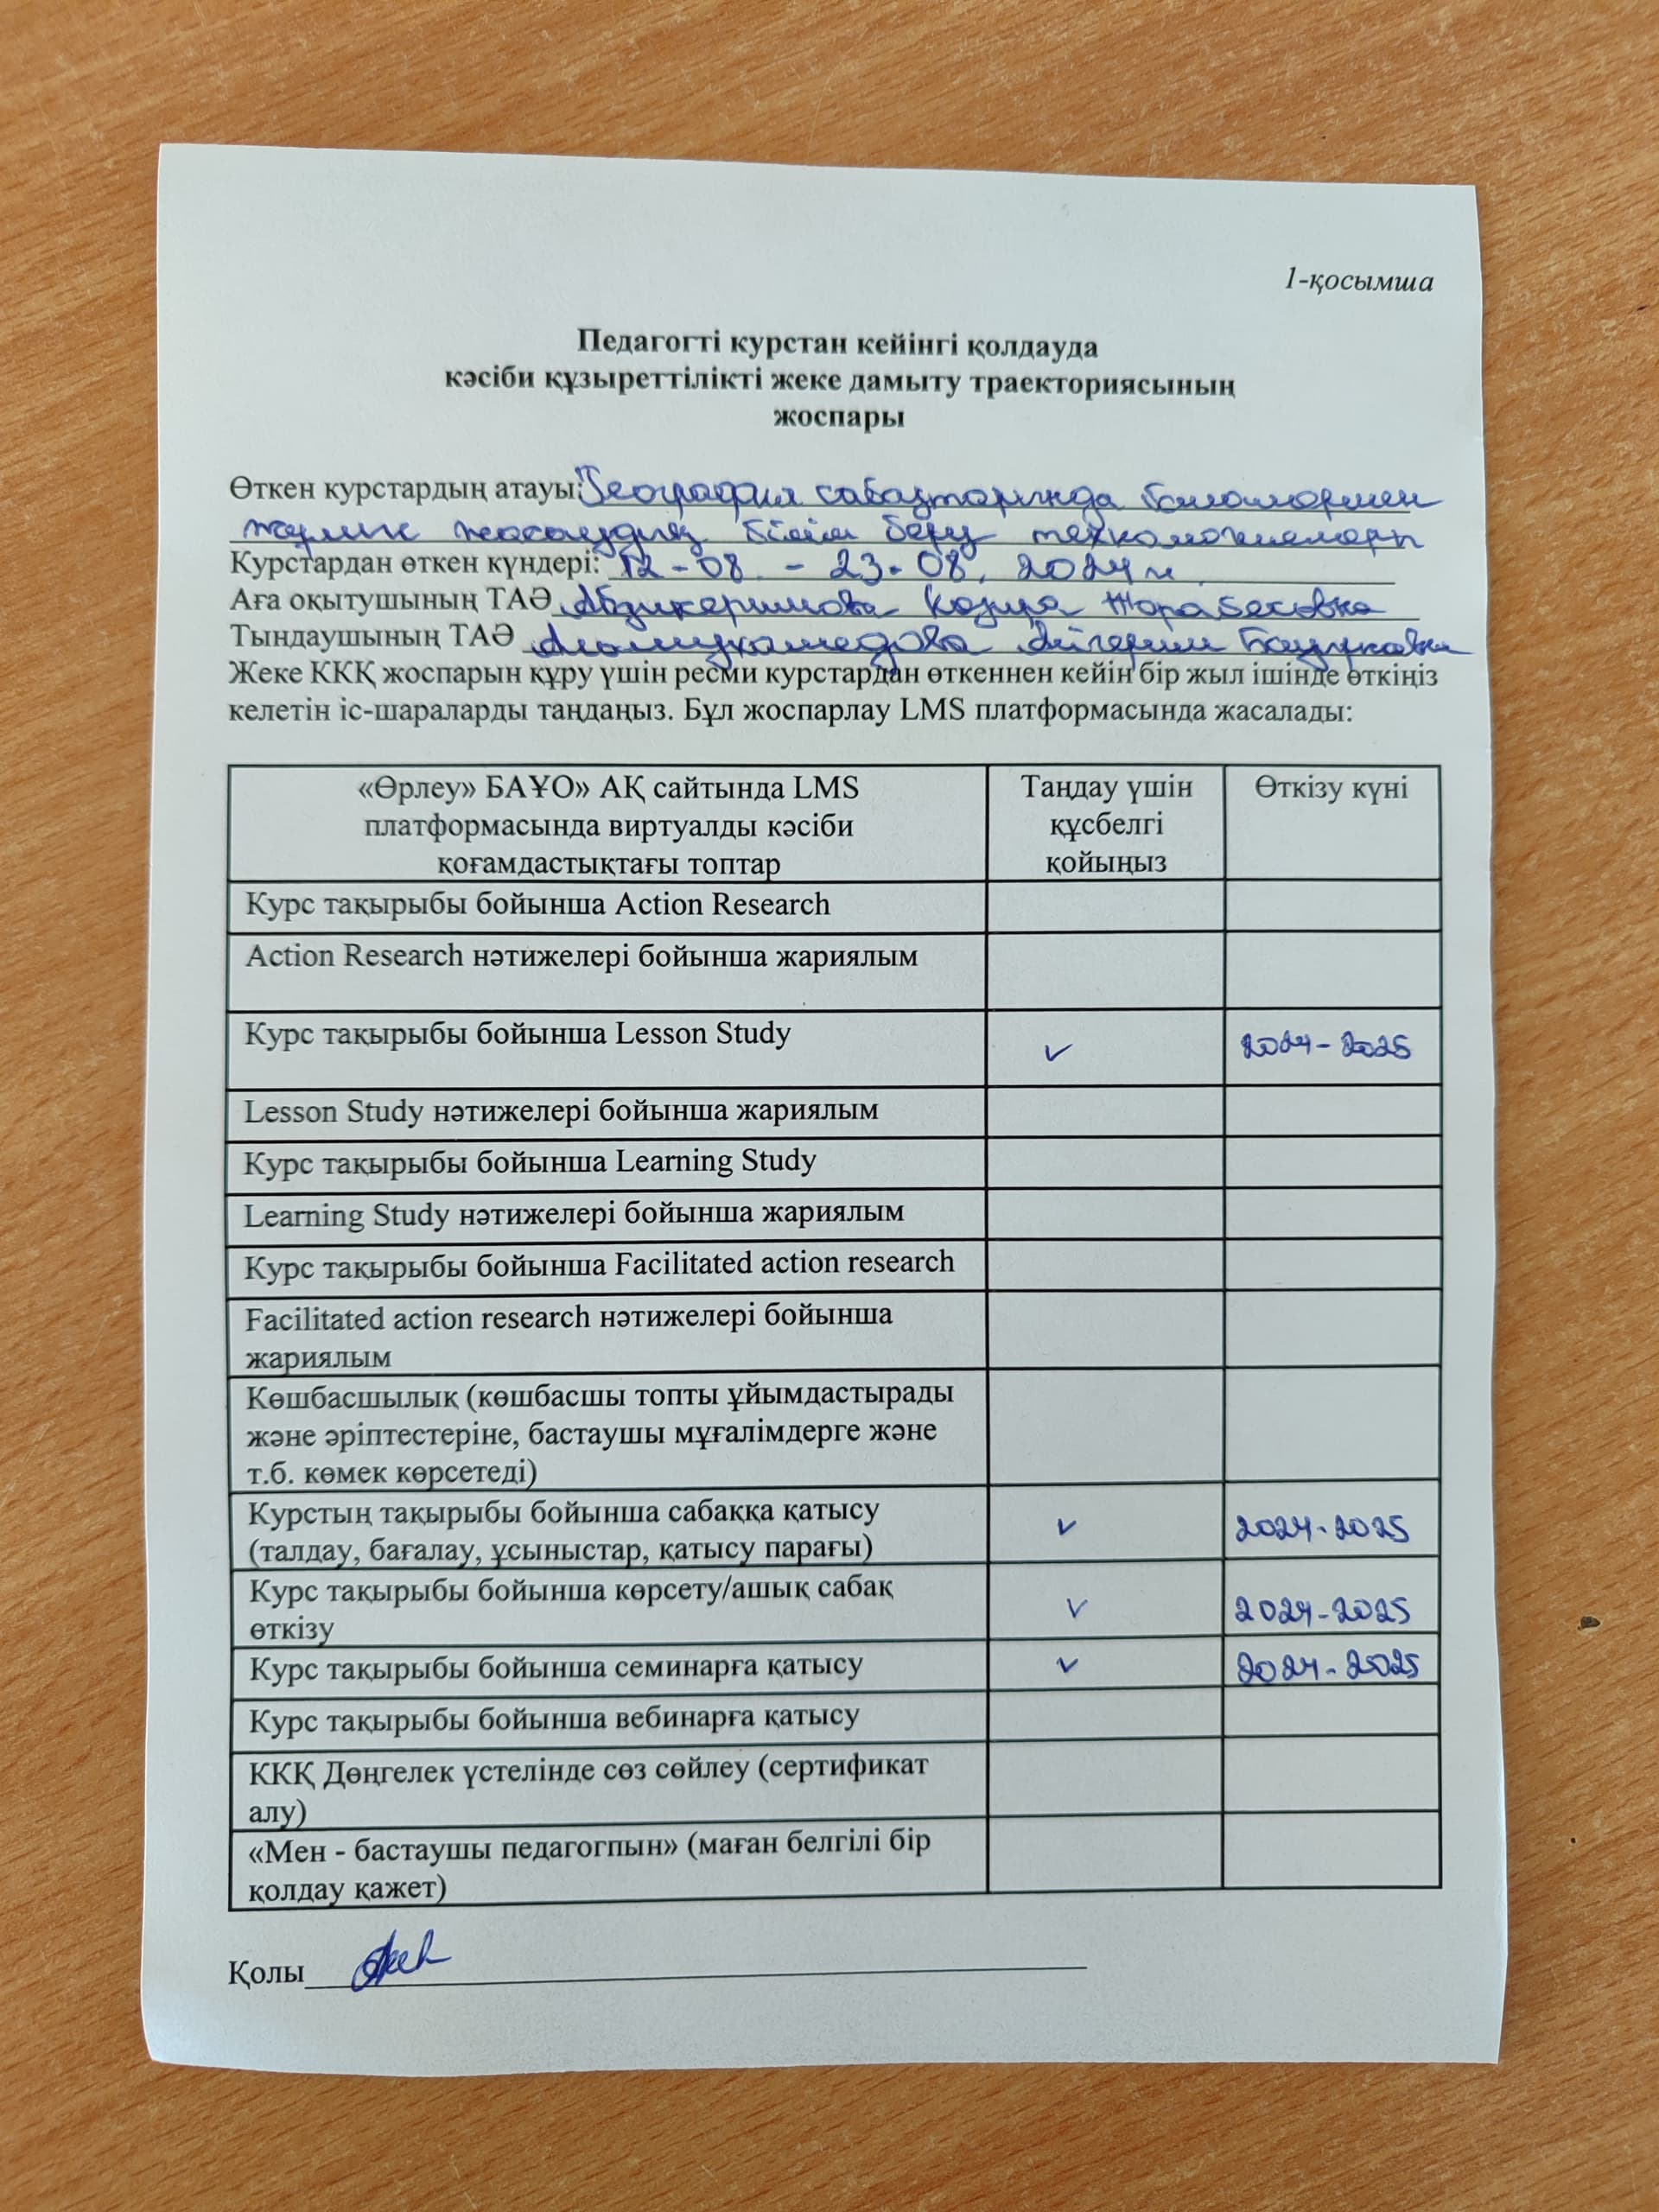 1-қосымша
Педагогті курстан кейінгі қолдауда
кәсіби құзыреттілікті жеке дамыту траекториясының
жоспары
Өткен курстардың атауы: География сабақтарында
жұмыс жасаудың білім беру технологиялары
Курстардан өткен күндері: 12-08 - 23-08. 2024 ж.
Аға оқытушының ТАӘ Абдикеримова Жорабековна
Тыңдаушының ТАӘ Айгерим
Жеке ККҚ жоспарын құру үшін ресми курстардан өткеннен кейін бір жыл ішінде өткіңіз
келетін іс-шараларды таңдаңыз. Бұл жоспарлау LMS платформасында жасалады:
«Өрлеу» БАҰО» АҚ сайтында LMS платформасында виртуалды кәсіби қоғамдастықтағы топтар Таңдау үшін құсбелгі қойыңыз Өткізу күні
Курс тақырыбы бойынша Action Research
Action Research нәтижелері бойынша жариялым
Курс тақырыбы бойынша Lesson Study ✓ 2024-2025
Lesson Study нәтижелері бойынша жариялым
Курс тақырыбы бойынша Learning Study
Learning Study нәтижелері бойынша жариялым
Курс тақырыбы бойынша Facilitated action research
Facilitated action research нәтижелері бойынша
жариялым
Көшбасшылық (көшбасшы топты ұйымдастырады
және әріптестеріне, бастаушы мұғалімдерге және
т.б. көмек көрсетеді)
Курстың тақырыбы бойынша сабаққа қатысу
(талдау, бағалау, ұсыныстар, қатысу парағы) ✓ 2024-2025
Курс тақырыбы бойынша көрсету/ашық сабақ
өткізу ✓ 2024-2025
Курс тақырыбы бойынша семинарға қатысу ✓ 2024-2025
Курс тақырыбы бойынша вебинарға қатысу
ККҚ Дөңгелек үстелінде сөз сөйлеу (сертификат
алу)
«Мен - бастаушы педагогпын» (маған белгілі бір
қолдау қажет)
Қолы